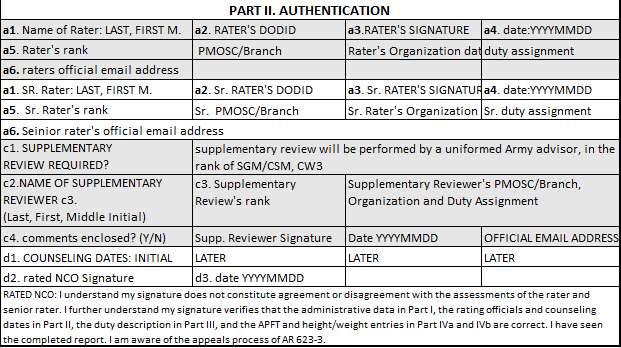 PART II. AUTHENTICATION
a1. Name of Rater: LAST, FIRST M. a2. RATER'S DODID a3.RATER'S SIGNATURE a4. date:YYYYMMDD
a5. Rater's rank PMOSC/Branch Rater's Organization dat duty assignment
a6. raters official email address
a1. SR. Rater: LAST, FIRST M. a2. Sr. RATER'S DODID a3. Sr. RATER'S SIGNATUR a4. date:YYYYMMDD
a5. Sr. Rater's rank Sr. PMOSC/Branch Sr. Rater's Organization Sr. duty assignment
a6. Seinior rater's official email address
c1. SUPPLEMENTARY
REVIEW REQUIRED?
supplementary review will be performed by a uniformed Army advisor, in the
rank of SGM/CSM, CW3
c2.NAME OF SUPPLEMENTARY
REVIEWER c3.
(Last, First, Middle Initial)
c3. Supplementary
Review's rank
Supplementary Reviewer's PMOSC/Branch,
Organization and Duty Assignment
c4. comments enclosed? (Y/N) Supp. Reviewer Signature Date YYYYMMDD OFFICIAL EMAIL ADDRESS
d1. COUNSELING DATES: INITIAL LATER LATER LATER
d2. rated NCO Signature d3. date YYYYMMDD
RATED NCO: I understand my signature does not constitute agreement or disagreement with the assessments of the rater and
senior rater. I further understand my signature verifies that the administrative data in Part I, the rating officials and counseling
dates in Part II, the duty description in Part III, and the APFT and height/weight entries in Part IVa and IVb are correct. I have seen
the completed report. I am aware of the appeals process of AR 623-3.